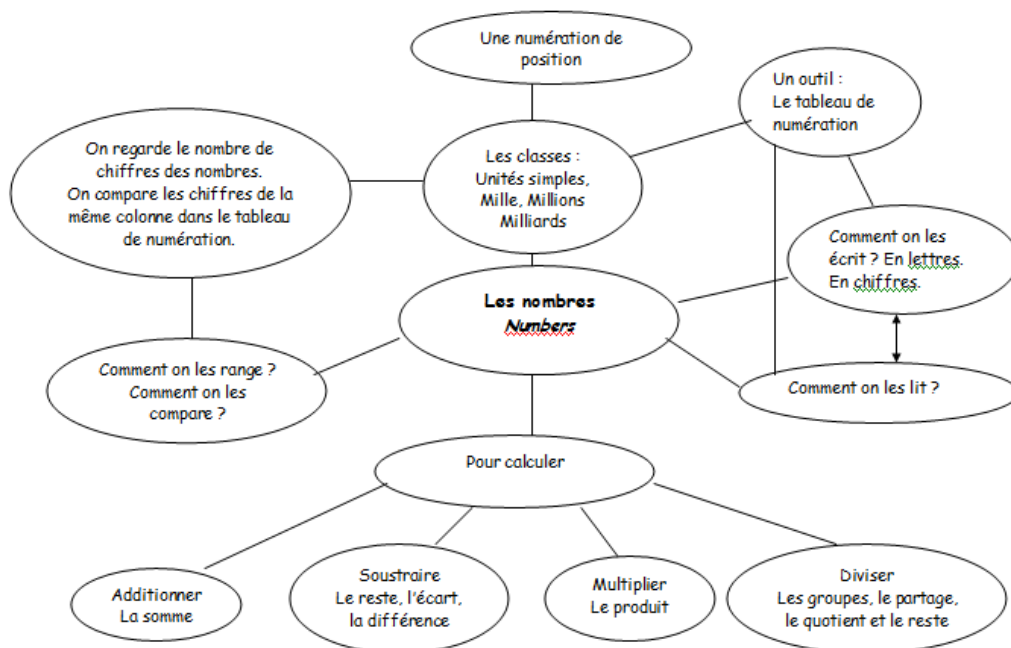 Une numération de
position
Un outil :
Le tableau de
numération
On regarde le nombre de
chiffres des nombres.
On compare les chiffres de la
même colonne dans le tableau
de numération.
Les classes :
Unités simples,
Mille, Millions
Milliards
Comment on les
écrit ? En lettres.
En chiffres.
Les nombres
Numbers
Comment on les range ?
Comment on les
compare ?
Comment on les lit ?
Pour calculer
Additionner
La somme
Soustraire
Le reste, l'écart,
la différence
Multiplier
Le produit
Diviser
Les groupes, le partage,
le quotient et le reste